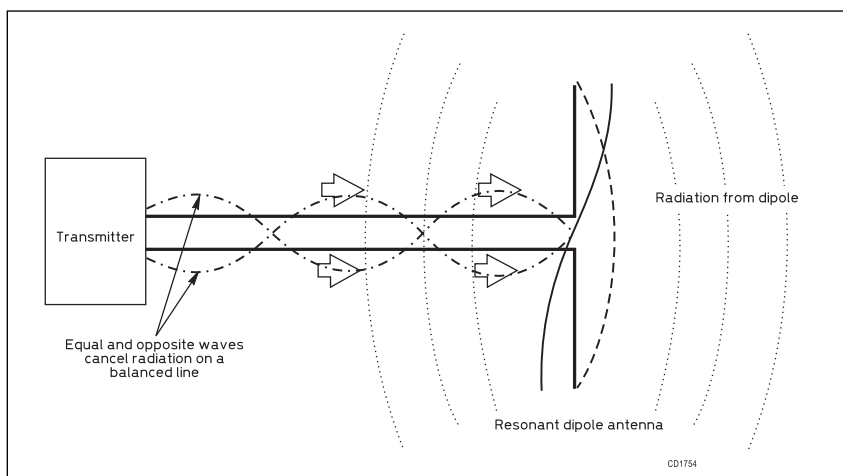 Transmitter
Radiation from dipole
Equal and opposite waves
cancel radiation on a
balanced line
Resonant dipole antenna
CD1754